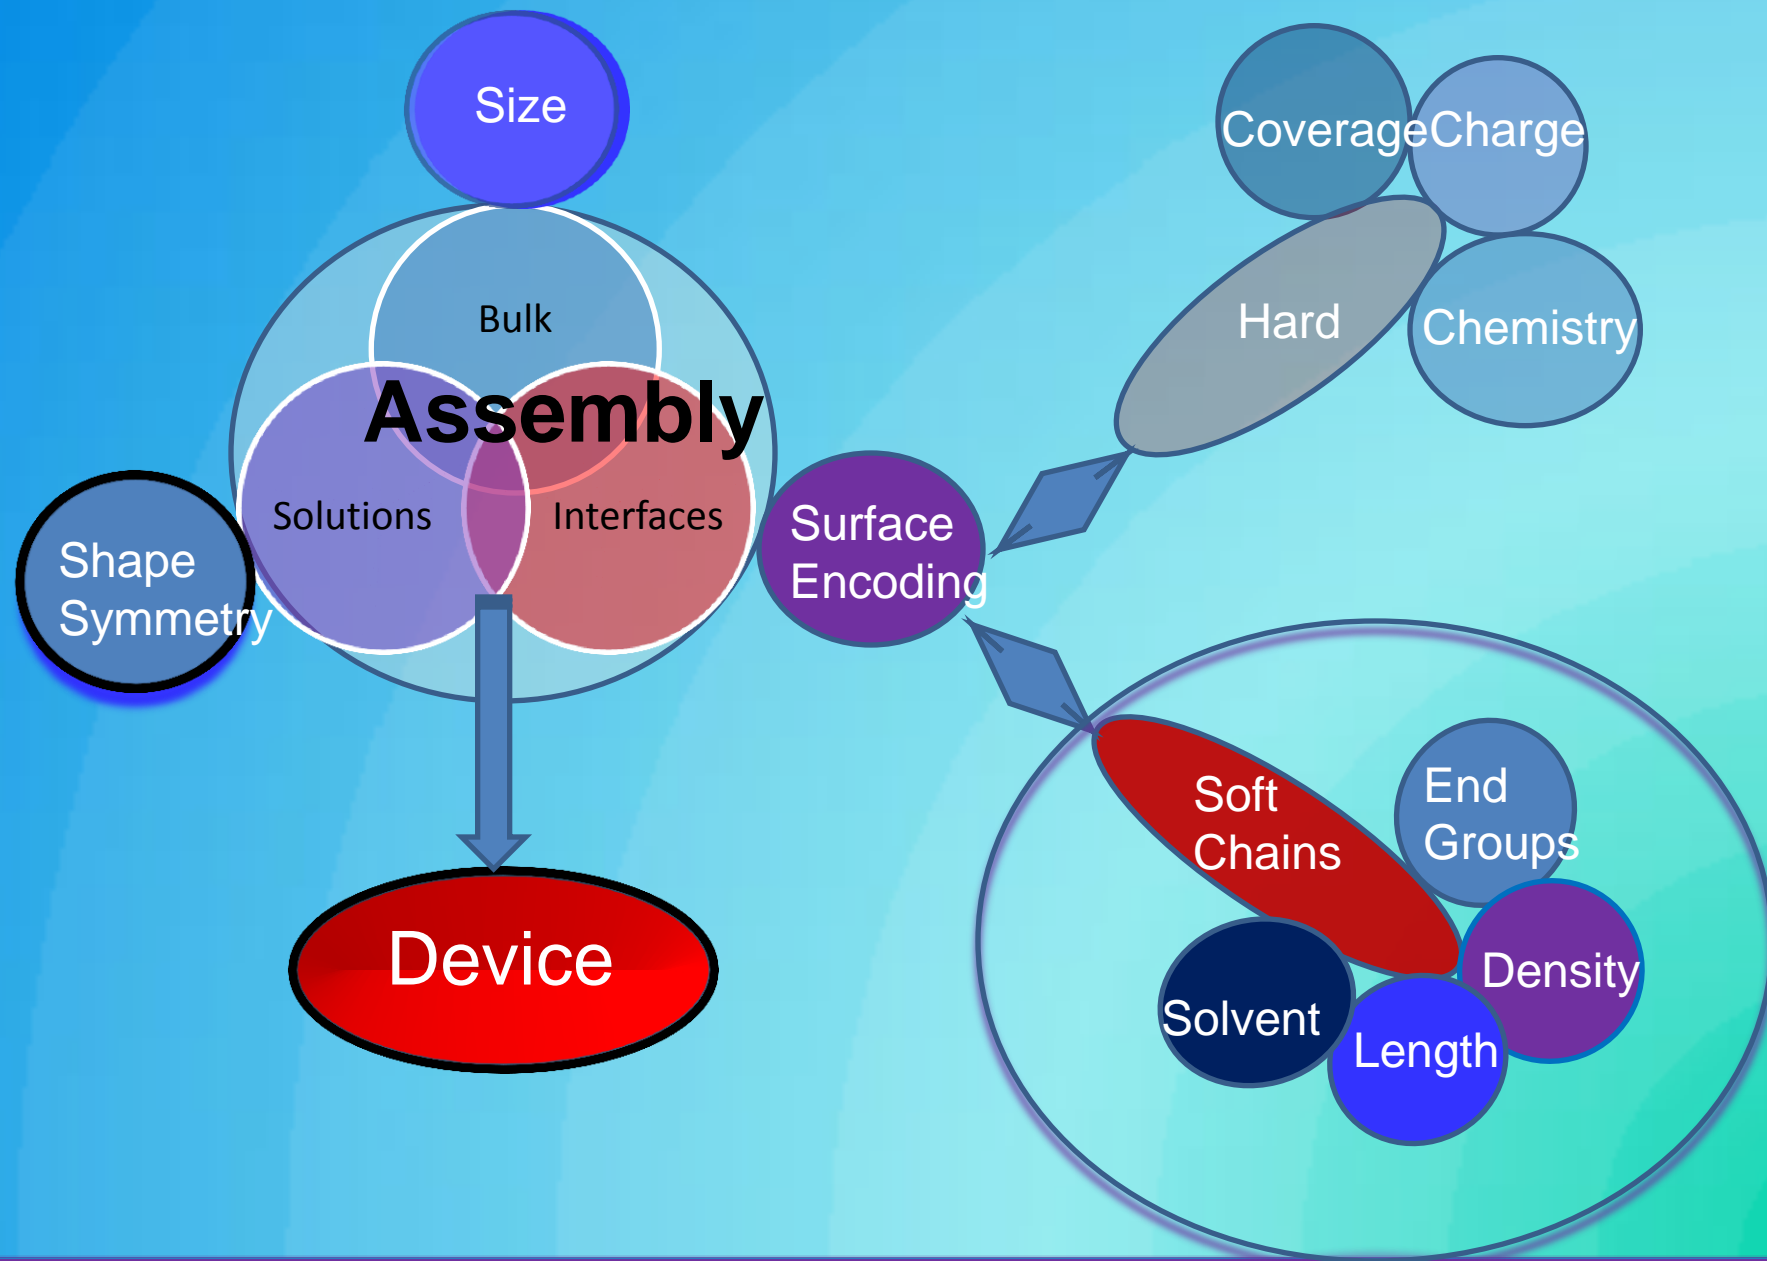 Size
Bulk
Assembly
Solutions
Interfaces
Shape
Symmetry
Device
Surface
Encoding
Coverage
Charge
Hard
Chemistry
Soft
Chains
End
Groups
Density
Solvent
Length